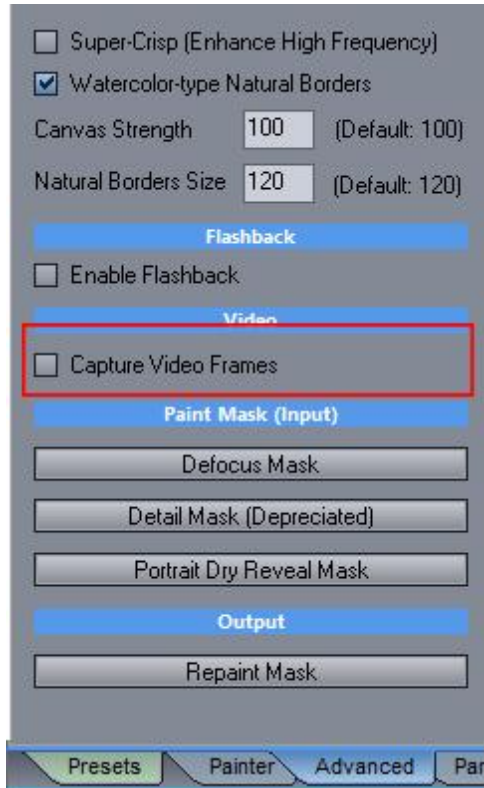 Super-Crisp (Enhance High Frequency)
Watercolor-type Natural Borders
Canvas Strength 100 (Default: 100)
Natural Borders Size 120 (Default: 120)
Flashback
Enable Flashback
Video
Capture Video Frames
Paint Mask (Input)
Defocus Mask
Detail Mask (Depreciated)
Portrait Dry Reveal Mask
Output
Repaint Mask
Presets Painter Advanced Par